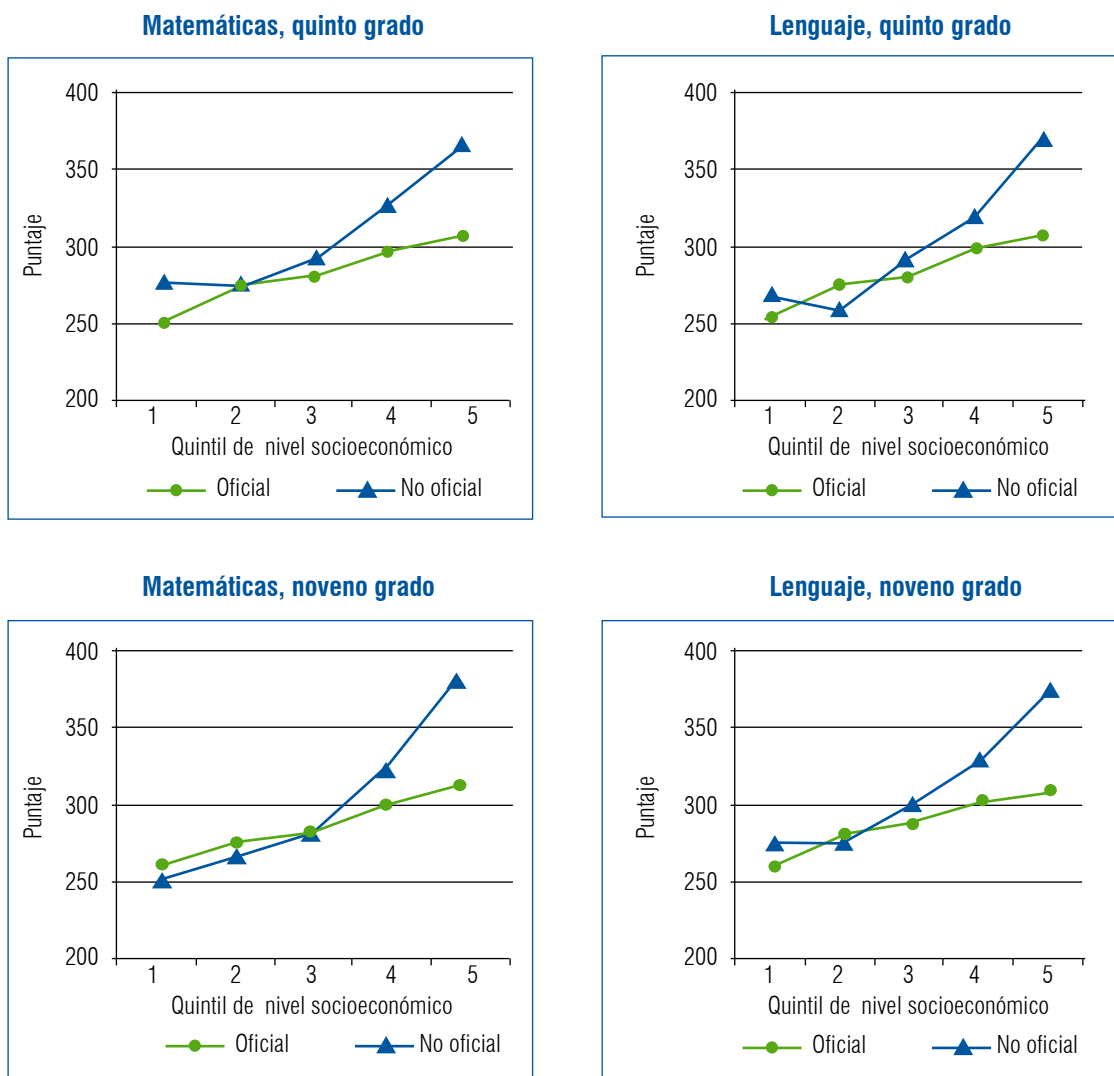 Matemáticas, quinto grado
400
350
300
250
200
Puntaje
1 2 3 4 5
Quintil de nivel socioeconómico
Oficial No oficial
Lenguaje, quinto grado
400
350
300
250
200
Puntaje
1 2 3 4 5
Quintil de nivel socioeconómico
Oficial No oficial
Matemáticas, noveno grado
400
350
300
250
200
Puntaje
1 2 3 4 5
Quintil de nivel socioeconómico
Oficial No oficial
Lenguaje, noveno grado
400
350
300
250
200
Puntaje
1 2 3 4 5
Quintil de nivel socioeconómico
Oficial No oficial